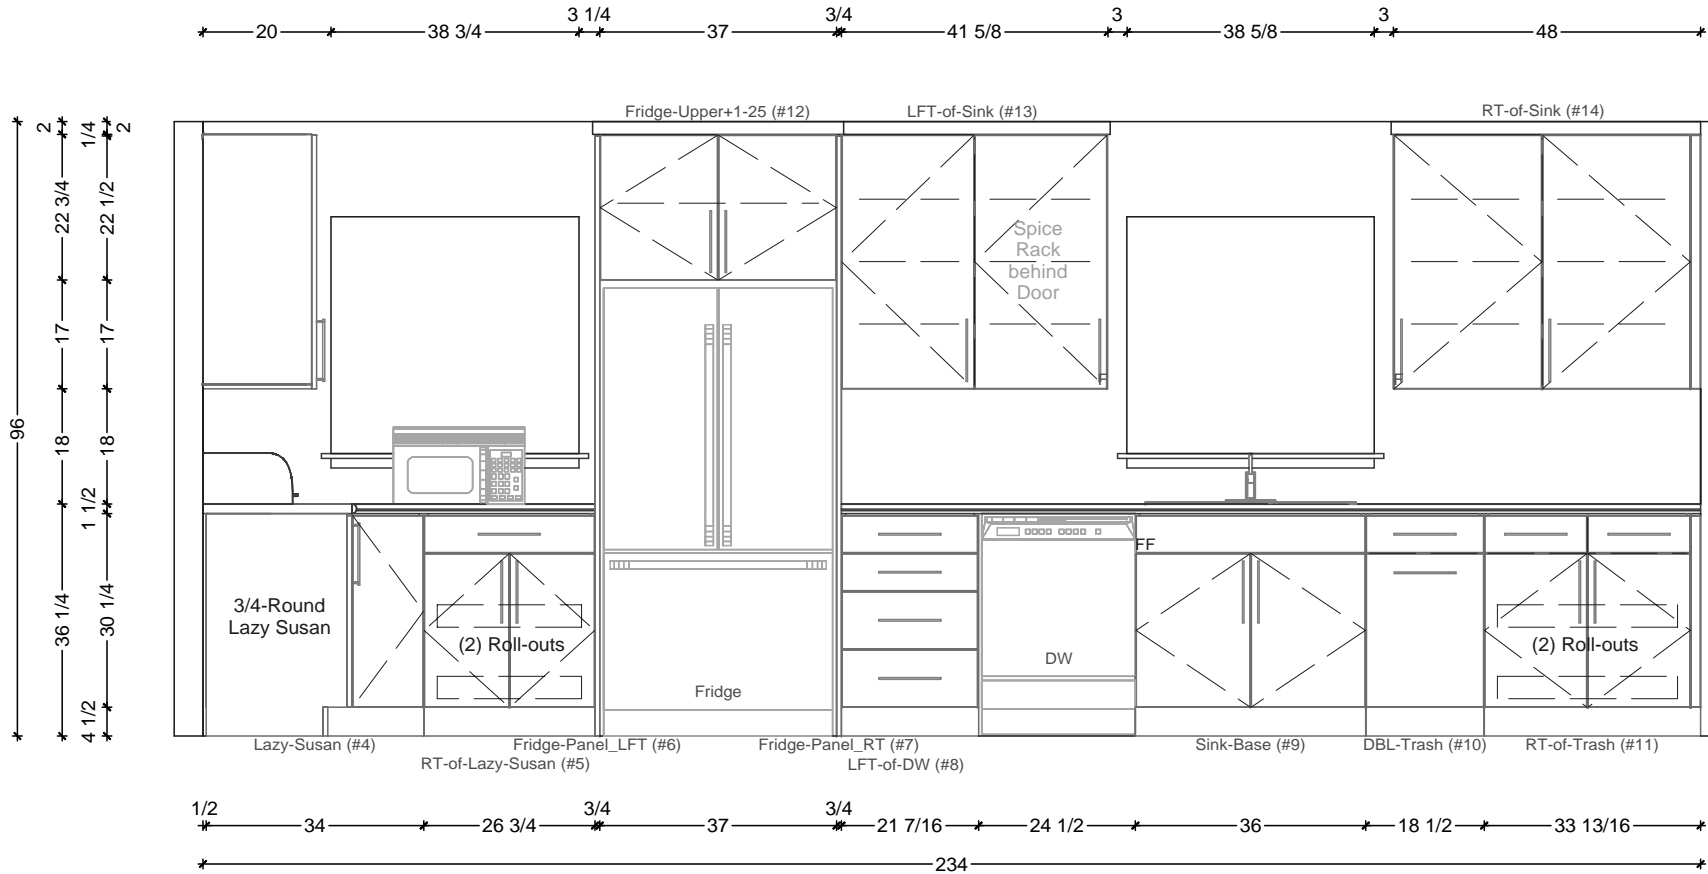 3 1/4
3/4
3
3
20
38 3/4
37
41 5/8
38 5/8
48
Fridge-Upper+1-25 (#12)
LFT-of-Sink (#13)
RT-of-Sink (#14)
2
1/4
2
22 3/4
22 1/2
Spice
Rack
behind
Door
17
17
96
18
18
1 1/2
FF
36 1/4
30 1/4
3/4-Round
Lazy Susan
(2) Roll-outs
(2) Roll-outs
DW
Fridge
4 1/2
Lazy-Susan (#4)
Fridge-Panel_LFT (#6)
Fridge-Panel_RT (#7)
Sink-Base (#9)
DBL-Trash (#10)
RT-of-Trash (#11)
RT-of-Lazy-Susan (#5)
LFT-of-DW (#8)
1/2
3/4
3/4
34
26 3/4
37
21 7/16
24 1/2
36
18 1/2
33 13/16
234